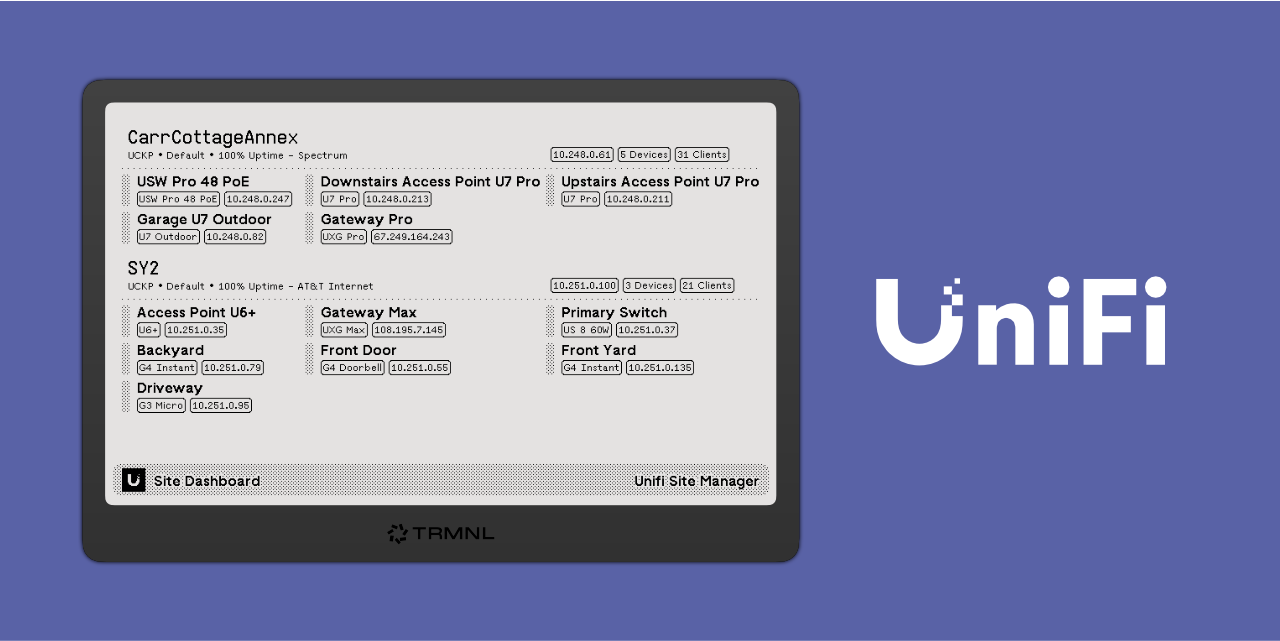 CarrCottageAnnex
UCKP • Default • 100% Uptime - Spectrum
10.248.0.61 5 Devices 31 Clients
USW Pro 48 PoE
USW Pro 48 PoE 10.248.0.247
Downstairs Access Point U7 Pro
U7 Pro 10.248.0.213
Upstairs Access Point U7 Pro
U7 Pro 10.248.0.211
Garage U7 Outdoor
U7 Outdoor 10.248.0.82
Gateway Pro
UXG Pro 67.249.164.243
SY2
UCKP • Default • 100% Uptime - AT&T Internet
10.251.0.100 3 Devices 21 Clients
Access Point U6+
U6+ 10.251.0.35
Gateway Max
UXG Max 108.195.7.145
Primary Switch
US 8 60W 10.251.0.37
Backyard
G4 Instant 10.251.0.79
Front Door
G4 Doorbell 10.251.0.55
Front Yard
G4 Instant 10.251.0.135
Driveway
G3 Micro 10.251.0.95
U Site Dashboard
Unifi Site Manager
TRMNL
UniFi